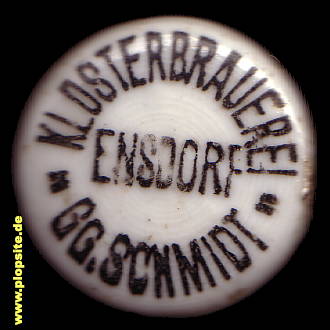 KLOSTERBRAUEREI
ENSDORF
" GG. SCHMIDT "
www.plopsite.de